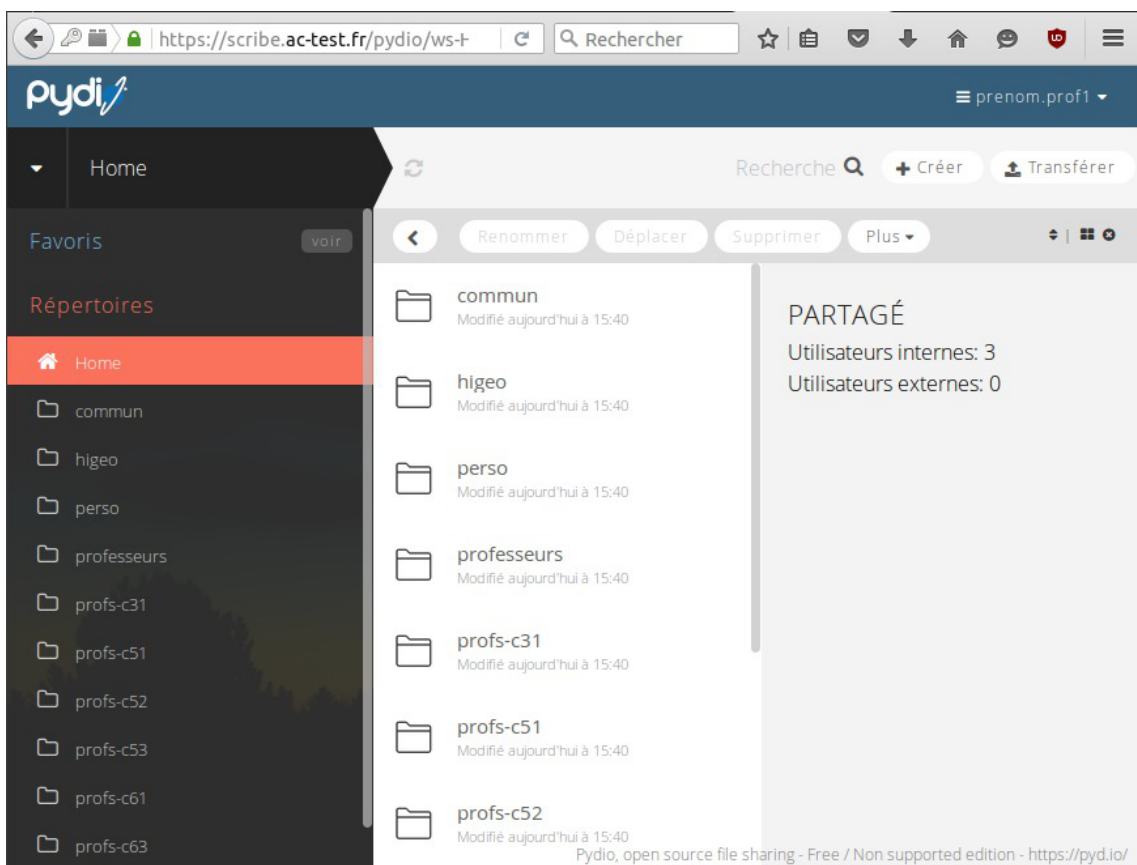 https://scribe.ac-test.fr/pydio/ws-H
Rechercher
pydi
prenom.prof1
Home
Recherche
Créer
Transférer
Favoris
voir
Renommer
Déplacer
Supprimer
Plus
Répertoires
Home
commun
higeo
perso
professeurs
profs-c31
profs-c51
profs-c52
profs-c53
profs-c61
profs-c63
commun
Modifié aujourd'hui à 15:40
higeo
Modifié aujourd'hui à 15:40
perso
Modifié aujourd'hui à 15:40
professeurs
Modifié aujourd'hui à 15:40
profs-c31
Modifié aujourd'hui à 15:40
profs-c51
Modifié aujourd'hui à 15:40
profs-c52
Modifié aujourd'hui à 15:40
PARTAGÉ
Utilisateurs internes: 3
Utilisateurs externes: 0
Pydio, open source file sharing - Free / Non supported edition - https://pyd.io/